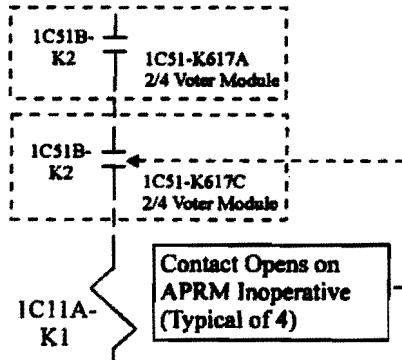 1C51B-
K2
1C51-K617A
2/4 Voter Module
1C51B-
K2
1C51-K617C
2/4 Voter Module
1C11A-
K1
Contact Opens on
APRM Inoperative
(Typical of 4)